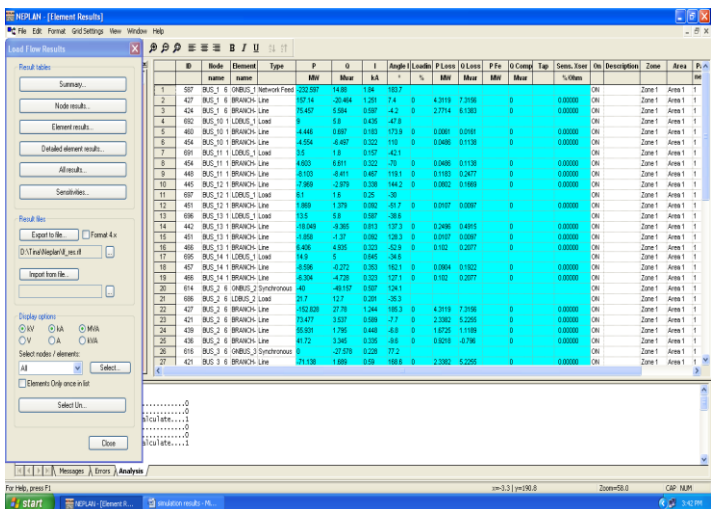 NEPLAN - [Element Results]
File Edit Format Grid Settings View Window Help
Load Flow Results
Result tables
Summary...
Node results...
Element results...
Detailed element results...
All results...
Sensitivities...
Result files
Export to file... Format 4.x
D:\Tina\Neplan\lf_res.rlf
Import from file...
Display options
kV kA MVA
V A kVA
Select nodes / elements:
All Select...
Elements Only once in list
Select Un...
Close
B I U
ID Node Element Type P Q I Angle I Loadin P Loss Q Loss P Fe Q Comp Tap Sens. Xser On Description Zone Area
name name MW Mvar kA ° % MW Mvar MW Mvar %/Ohm
1 587 BUS_1 6 GNBUS_1 Network Feed -232.597 14.88 1.84 183.7 ON Zone 1 Area 1 1
2 427 BUS_1 6 BRANCH- Line 157.14 -20.484 1.251 7.4 0 4.3119 7.3156 0 0.00000 ON Zone 1 Area 1 1
3 424 BUS_1 6 BRANCH- Line 75.457 5.584 0.597 -4.2 0 2.7714 6.1383 0 0.00000 ON Zone 1 Area 1 1
4 692 BUS_10 1 LDBUS_1 Load 9 5.8 0.435 -47.8 ON Zone 1 Area 1 1
5 460 BUS_10 1 BRANCH- Line -4.446 0.697 0.183 173.9 0 0.0061 0.0161 0 0.00000 ON Zone 1 Area 1 1
6 454 BUS_10 1 BRANCH- Line -4.554 -6.497 0.322 110 0 0.0486 0.1138 0 0.00000 ON Zone 1 Area 1 1
7 691 BUS_11 1 LDBUS_1 Load 3.5 1.8 0.157 -42.1 ON Zone 1 Area 1 1
8 454 BUS_11 1 BRANCH- Line 4.603 6.611 0.322 -70 0 0.0486 0.1138 0 0.00000 ON Zone 1 Area 1 1
9 448 BUS_11 1 BRANCH- Line -8.103 -8.411 0.467 119.1 0 0.1183 0.2477 0 0.00000 ON Zone 1 Area 1 1
10 445 BUS_12 1 BRANCH- Line -7.969 -2.979 0.338 144.2 0 0.0802 0.1669 0 0.00000 ON Zone 1 Area 1 1
11 697 BUS_12 1 LDBUS_1 Load 6.1 1.6 0.25 -38 ON Zone 1 Area 1 1
12 451 BUS_12 1 BRANCH- Line 1.869 1.379 0.092 -51.7 0 0.0107 0.0097 0 0.00000 ON Zone 1 Area 1 1
13 696 BUS_13 1 LDBUS_1 Load 13.5 5.8 0.587 -38.6 ON Zone 1 Area 1 1
14 442 BUS_13 1 BRANCH- Line -18.049 -9.365 0.813 137.3 0 0.2496 0.4915 0 0.00000 ON Zone 1 Area 1 1
15 451 BUS_13 1 BRANCH- Line -1.858 -1.37 0.092 128.3 0 0.0107 0.0097 0 0.00000 ON Zone 1 Area 1 1
16 466 BUS_13 1 BRANCH- Line 6.406 4.935 0.323 -52.9 0 0.102 0.2077 0 0.00000 ON Zone 1 Area 1 1
17 695 BUS_14 1 LDBUS_1 Load 14.9 5 0.645 -34.6 ON Zone 1 Area 1 1
18 457 BUS_14 1 BRANCH- Line -8.596 -0.272 0.353 162.1 0 0.0904 0.1922 0 0.00000 ON Zone 1 Area 1 1
19 466 BUS_14 1 BRANCH- Line -6.304 -4.728 0.323 127.1 0 0.102 0.2077 0 0.00000 ON Zone 1 Area 1 1
20 614 BUS_2 6 GNBUS_2 Synchronous -40 -49.157 0.507 124.1 ON Zone 1 Area 1 1
21 686 BUS_2 6 LDBUS_2 Load 21.7 12.7 0.201 -35.3 ON Zone 1 Area 1 1
22 427 BUS_2 6 BRANCH- Line -152.828 27.78 1.244 185.3 0 4.3119 7.3156 0 0.00000 ON Zone 1 Area 1 1
23 421 BUS_2 6 BRANCH- Line 73.477 3.537 0.589 -7.7 0 2.3382 5.2255 0 0.00000 ON Zone 1 Area 1 1
24 439 BUS_2 6 BRANCH- Line 55.931 1.795 0.448 -6.8 0 1.6725 1.1189 0 0.00000 ON Zone 1 Area 1 1
25 436 BUS_2 6 BRANCH- Line 41.72 3.345 0.335 -9.6 0 0.9218 -0.796 0 0.00000 ON Zone 1 Area 1 1
26 616 BUS_3 6 GNBUS_3 Synchronous 0 -27.578 0.228 77.2 ON Zone 1 Area 1 1
27 421 BUS_3 6 BRANCH- Line -71.138 1.689 0.59 166.6 0 2.3382 5.2255 0 0.00000 ON Zone 1 Area 1 1
............0
alculate....1
............0
............0
alculate....1
Messages Errors Analysis
For Help, press F1 x=-3.3 | y=190.8 Zoom=58.0 CAP NUM
start NEPLAN - [Element R... simulation results - Mi... 3:42 PM